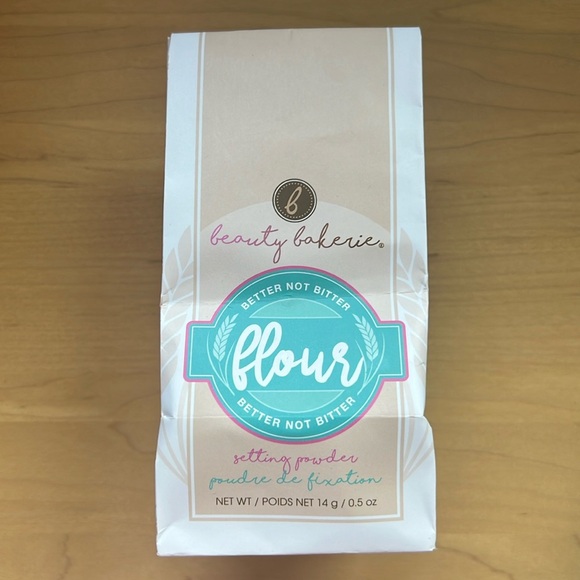 b
beauty bakerie®
BETTER NOT BITTER
flour
BETTER NOT BITTER
setting powder
poudre de fixation
NET WT / POIDS NET 14 g / 0.5 oz